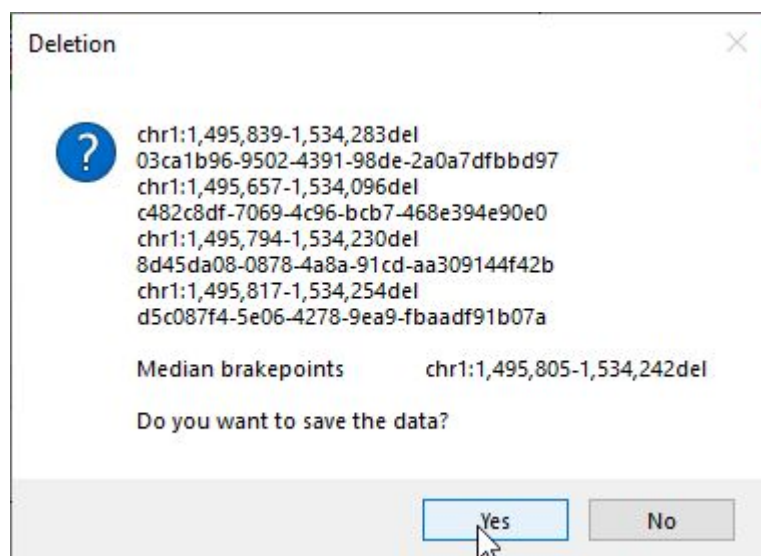 Deletion
chr1:1,495,839-1,534,283del
03ca1b96-9502-4391-98de-2a0a7dfbbd97
chr1:1,495,657-1,534,096del
c482c8df-7069-4c96-bcb7-468e394e90e0
chr1:1,495,794-1,534,230del
8d45da08-0878-4a8a-91cd-aa309144f42b
chr1:1,495,817-1,534,254del
d5c087f4-5e06-4278-9ea9-fbaadf91b07a
Median brakepoints chr1:1,495,805-1,534,242del
Do you want to save the data?
Yes No